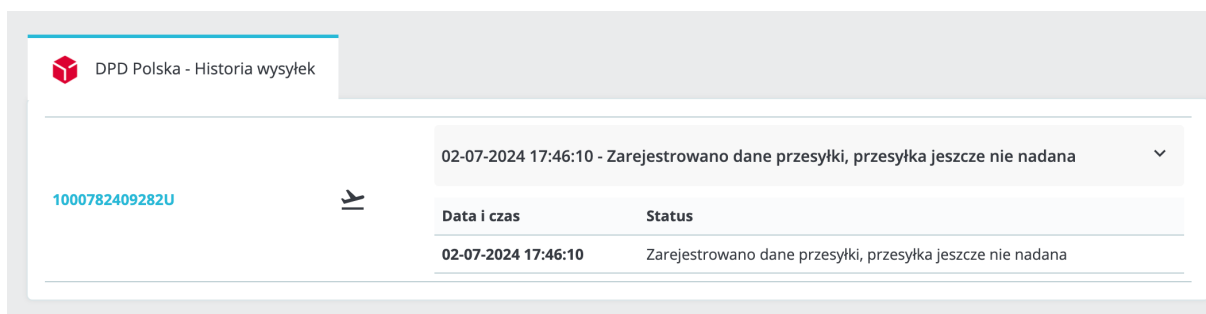 DPD Polska - Historia wysyłek
02-07-2024 17:46:10 - Zarejestrowano dane przesyłki, przesyłka jeszcze nie nadana
1000782409282U
Data i czas Status
02-07-2024 17:46:10 Zarejestrowano dane przesyłki, przesyłka jeszcze nie nadana